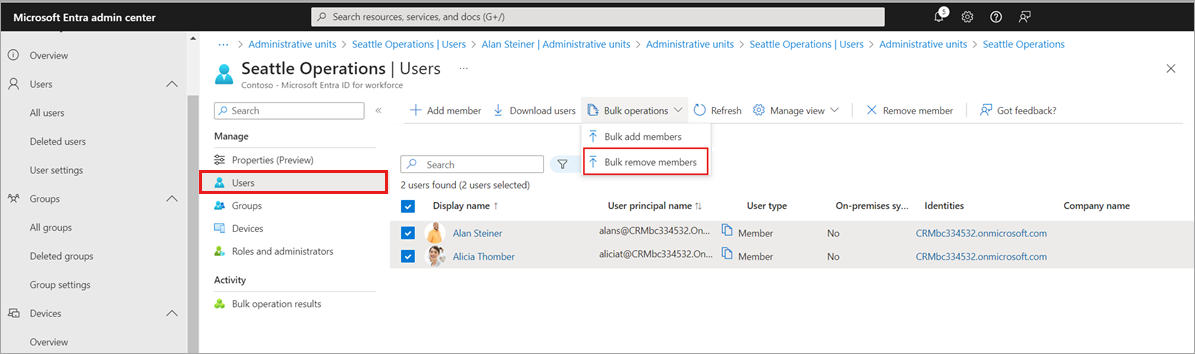 Microsoft Entra admin center
Search resources, services, and docs (G+/)
5
Overview
Users
All users
Deleted users
User settings
Groups
All groups
Deleted groups
Group settings
Devices
Overview
··· Administrative units > Seattle Operations | Users > Alan Steiner | Administrative units > Administrative units > Seattle Operations | Users > Administrative units > Seattle Operations
Seattle Operations | Users ···
Contoso - Microsoft Entra ID for workforce
Search
Manage
Properties (Preview)
Users
Groups
Devices
Roles and administrators
Activity
Bulk operation results
Add member Download users Bulk operations Refresh Manage view Remove member Got feedback?
Bulk add members
Bulk remove members
Search
2 users found (2 users selected)
Display name ↑ User principal name ↑↓ User type On-premises sy... Identities Company name
Alan Steiner alans@CRMbc334532.On... Member No CRMbc334532.onmicrosoft.com
Alicia Thomber aliciat@CRMbc334532.On... Member No CRMbc334532.onmicrosoft.com